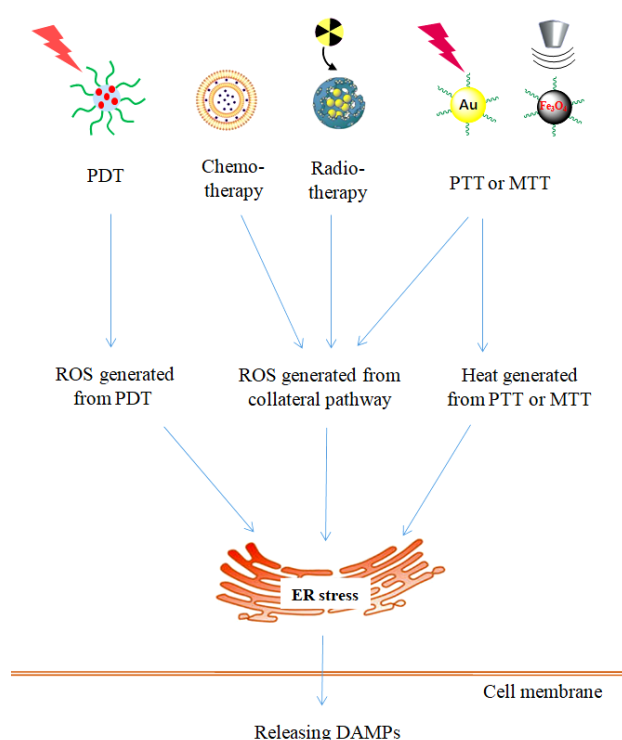 Au
Fe₃O₄
PDT
Chemo-
therapy
Radio-
therapy
PTT or MTT
ROS generated
from PDT
ROS generated from
collateral pathway
Heat generated
from PTT or MTT
ER stress
Cell membrane
Releasing DAMPs